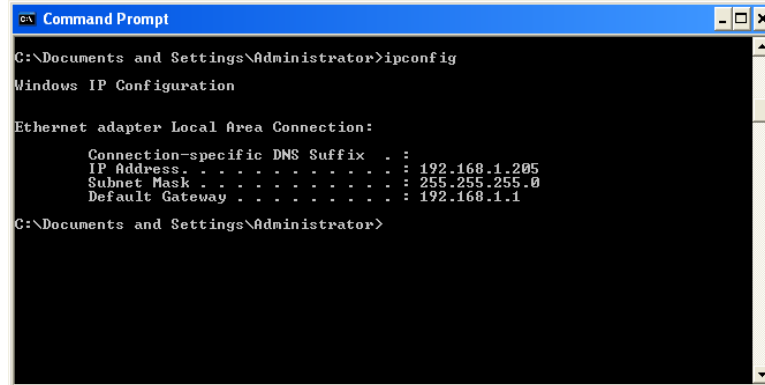 Command Prompt
C:\Documents and Settings\Administrator>ipconfig
Windows IP Configuration
Ethernet adapter Local Area Connection:
Connection-specific DNS Suffix . :
IP Address. . . . . . . . . . . . : 192.168.1.205
Subnet Mask . . . . . . . . . . . : 255.255.255.0
Default Gateway . . . . . . . . . : 192.168.1.1
C:\Documents and Settings\Administrator>